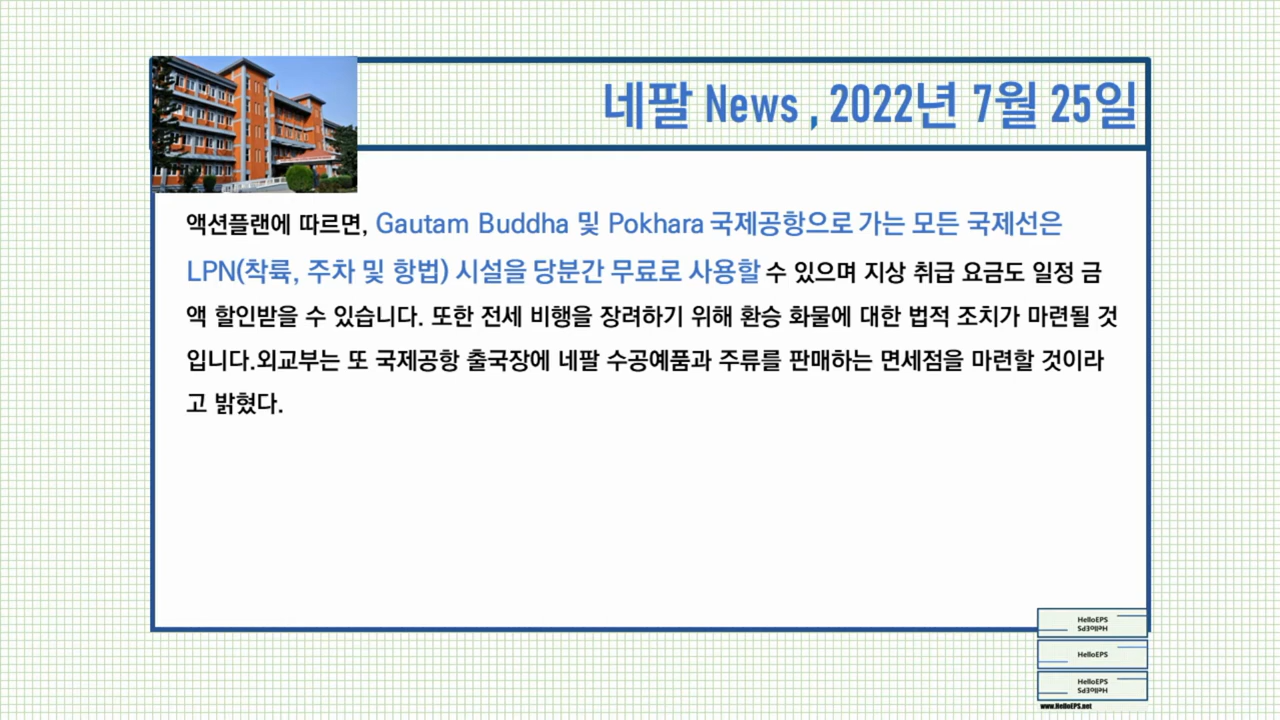 네팔 News , 2022년 7월 25일
액션플랜에 따르면, Gautam Buddha 및 Pokhara 국제공항으로 가는 모든 국제선은
LPN(착륙, 주차 및 항법) 시설을 당분간 무료로 사용할 수 있으며 지상 취급 요금도 일정 금
액 할인받을 수 있습니다. 또한 전세 비행을 장려하기 위해 환승 화물에 대한 법적 조치가 마련될 것
입니다.외교부는 또 국제공항 출국장에 네팔 수공예품과 주류를 판매하는 면세점을 마련할 것이라
고 밝혔다.
HelloEPS
HelloEPS
HelloEPS
HelloEPS
HelloEPS
www.HelloEPS.net